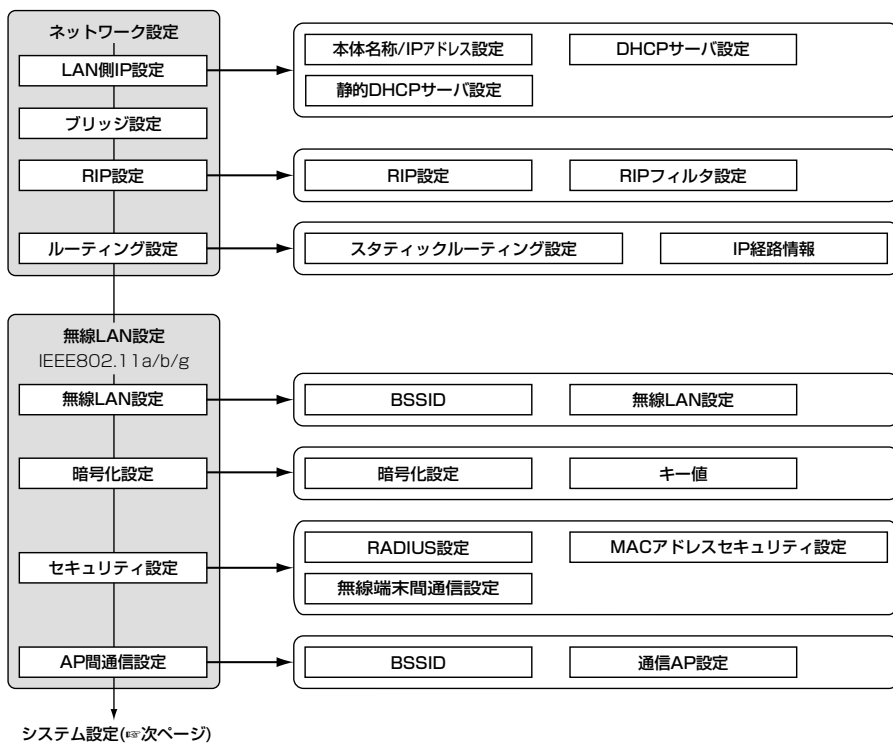 ネットワーク設定
LAN側IP設定
本体名称/IPアドレス設定
DHCPサーバ設定
静的DHCPサーバ設定
ブリッジ設定
RIP設定
RIP設定
RIPフィルタ設定
ルーティング設定
スタティックルーティング設定
IP経路情報
無線LAN設定
IEEE802.11a/b/g
無線LAN設定
BSSID
無線LAN設定
暗号化設定
暗号化設定
キー値
セキュリティ設定
RADIUS設定
MACアドレスセキュリティ設定
無線端末間通信設定
AP間通信設定
BSSID
通信AP設定
システム設定(☞次ページ)